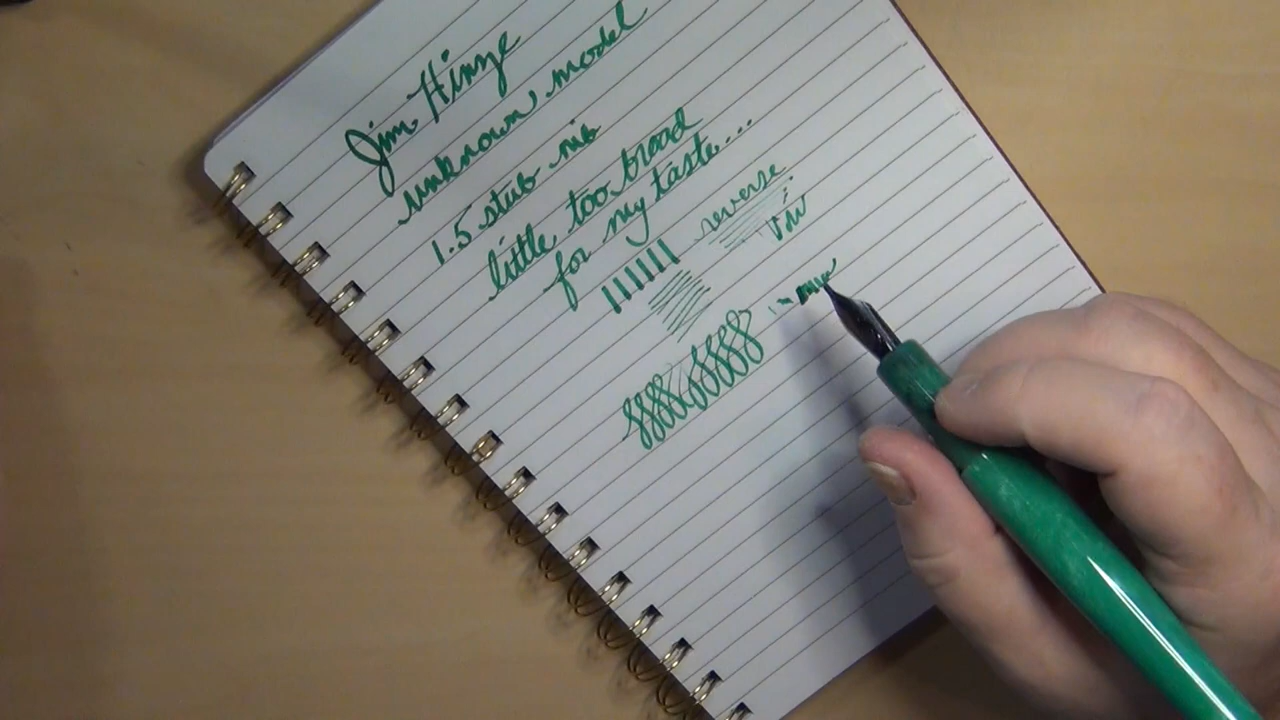 Jim Hinze
unknown model
1.5 stub nib
little too broad
for my taste...
reverse